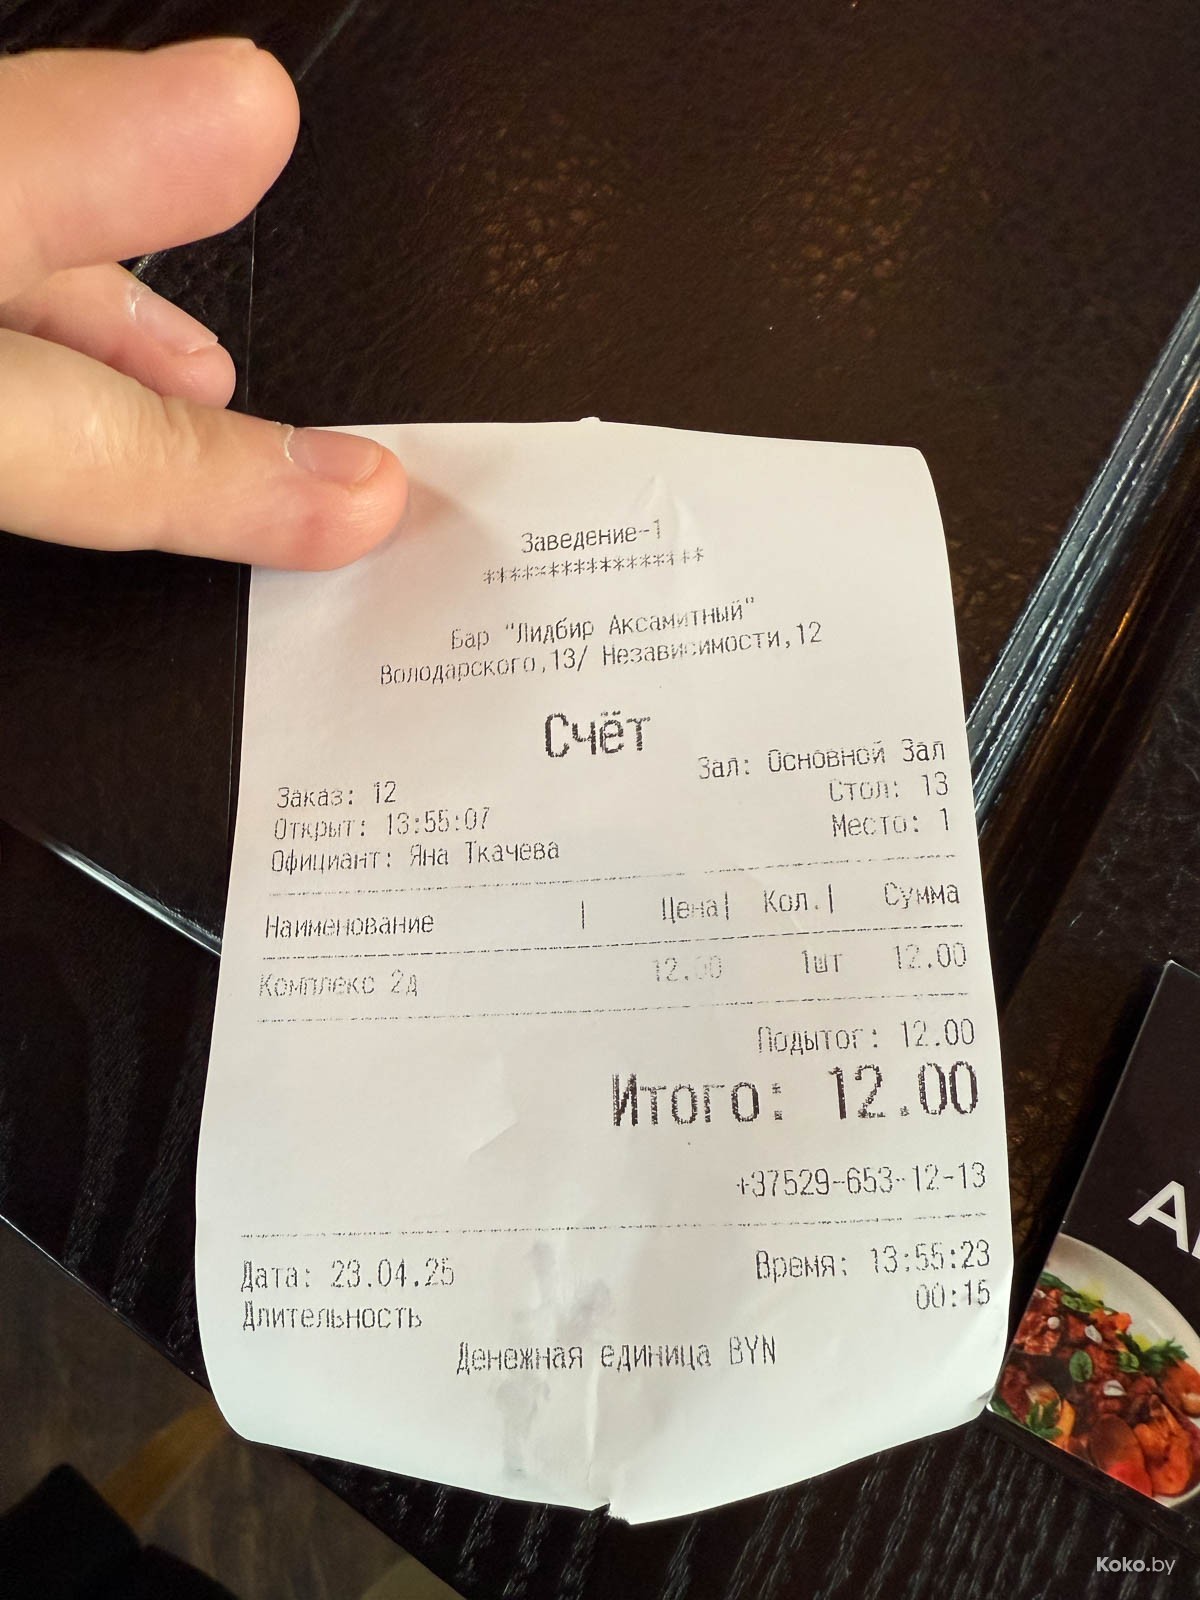 Заведение-1
******************
Бар "Лидбир Аксамитный"
Володарского,13/ Независимости,12
Счёт
Зал: Основной Зал
Заказ: 12
Стол: 13
Открыт: 13:55:07
Место: 1
Официант: Яна Ткачева
Наименование | Цена| Кол.| Сумма
Комплекс 2д 12.00 1шт 12.00
Подытог: 12.00
Итого: 12.00
+37529-653-12-13
Дата: 23.04.25 Время: 13:55:23
Длительность 00:15
Денежная единица BYN
Koko.by